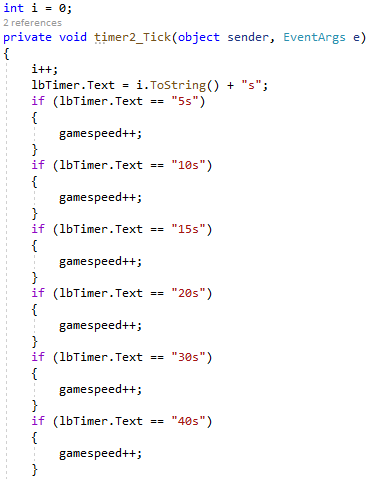 int i = 0;
2 references
private void timer2_Tick(object sender, EventArgs e)
{
    i++;
    lbTimer.Text = i.ToString() + "s";
    if (lbTimer.Text == "5s")
    {
        gamespeed++;
    }
    if (lbTimer.Text == "10s")
    {
        gamespeed++;
    }
    if (lbTimer.Text == "15s")
    {
        gamespeed++;
    }
    if (lbTimer.Text == "20s")
    {
        gamespeed++;
    }
    if (lbTimer.Text == "30s")
    {
        gamespeed++;
    }
    if (lbTimer.Text == "40s")
    {
        gamespeed++;
    }